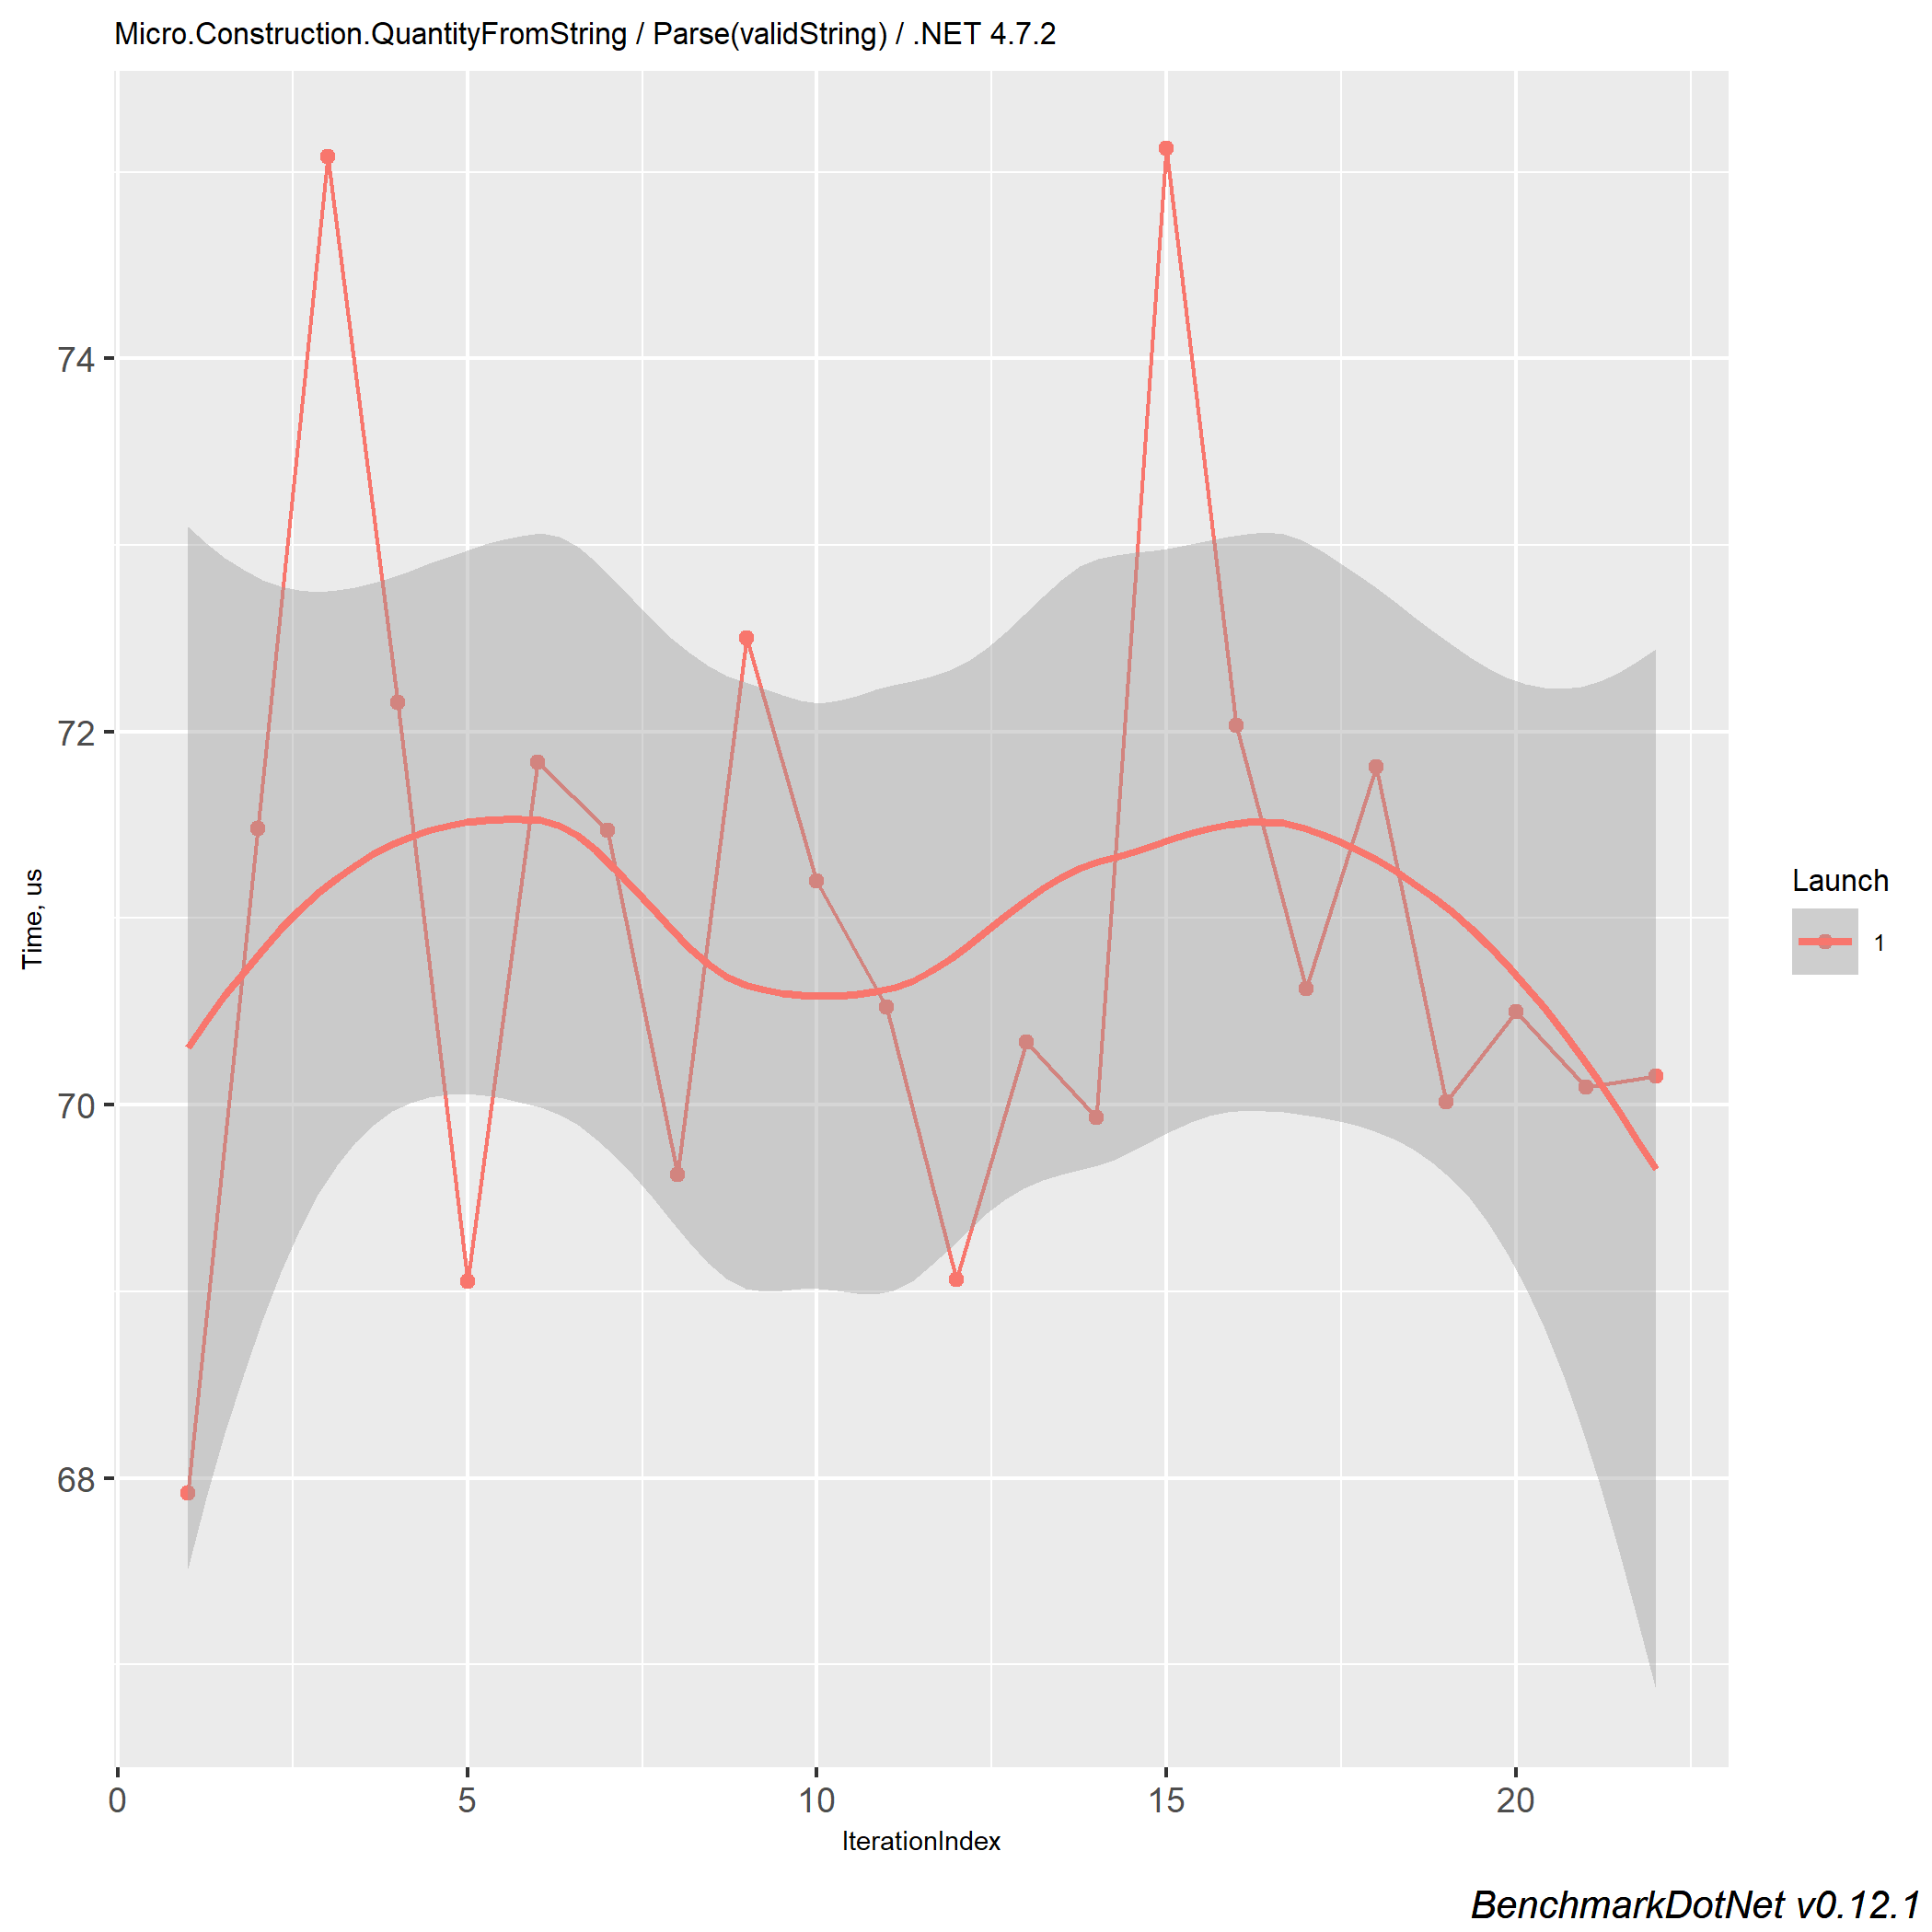 Micro.Construction.QuantityFromString / Parse(validString) / .NET 4.7.2
Time, us
74
72
70
68
0 5 10 15 20
IterationIndex
Launch
1
BenchmarkDotNet v0.12.1